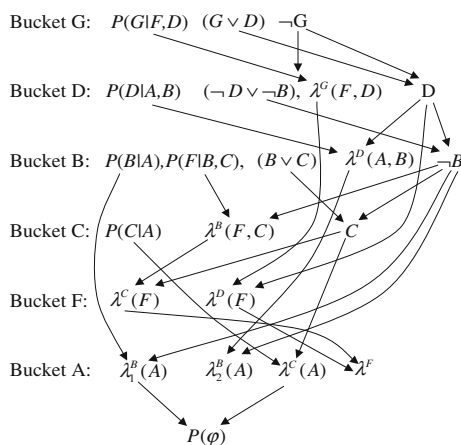 Bucket G: P(G|F,D) (G ∨ D) ¬G
Bucket D: P(D|A,B) (¬D ∨ ¬B), λ^G(F,D) D
Bucket B: P(B|A),P(F|B,C), (B ∨ C) λ^D(A,B) ¬B
Bucket C: P(C|A) λ^B(F,C) C
Bucket F: λ^C(F) λ^D(F)
Bucket A: λ_1^B(A) λ_2^B(A) λ^C(A) λ^F
P(φ)